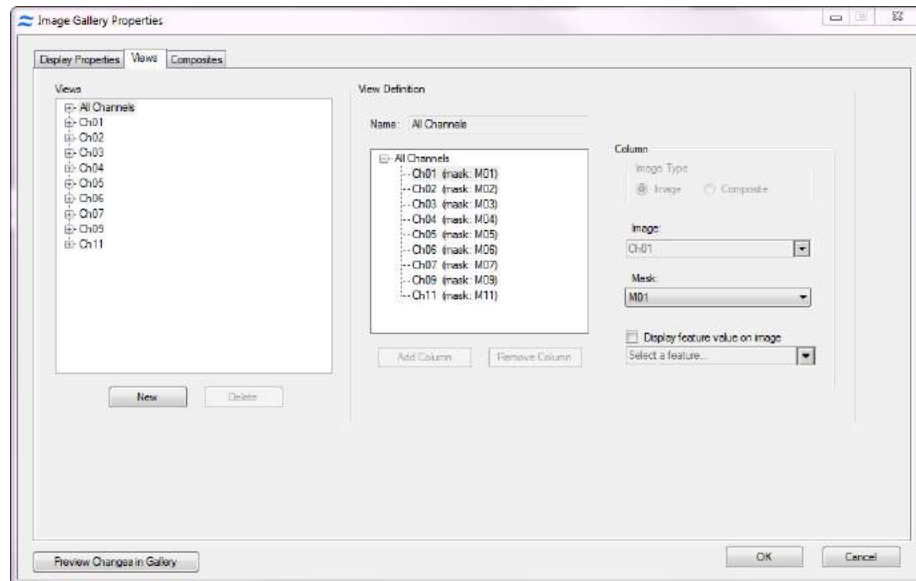 Image Gallery Properties
Display Properties Views Composites
Views
All Channels
Ch01
Ch02
Ch03
Ch04
Ch05
Ch06
Ch07
Ch09
Ch11
New Delete
View Definition
Name: All Channels
All Channels
Ch01 (mask: M01)
Ch02 (mask: M02)
Ch03 (mask: M03)
Ch04 (mask: M04)
Ch05 (mask: M05)
Ch06 (mask: M06)
Ch07 (mask: M07)
Ch09 (mask: M09)
Ch11 (mask: M11)
Add Column Remove Column
Column
Image Type
Image Composite
Image:
Ch01
Mask:
M01
Display feature value on image
Select a feature...
Preview Changes in Gallery
OK Cancel